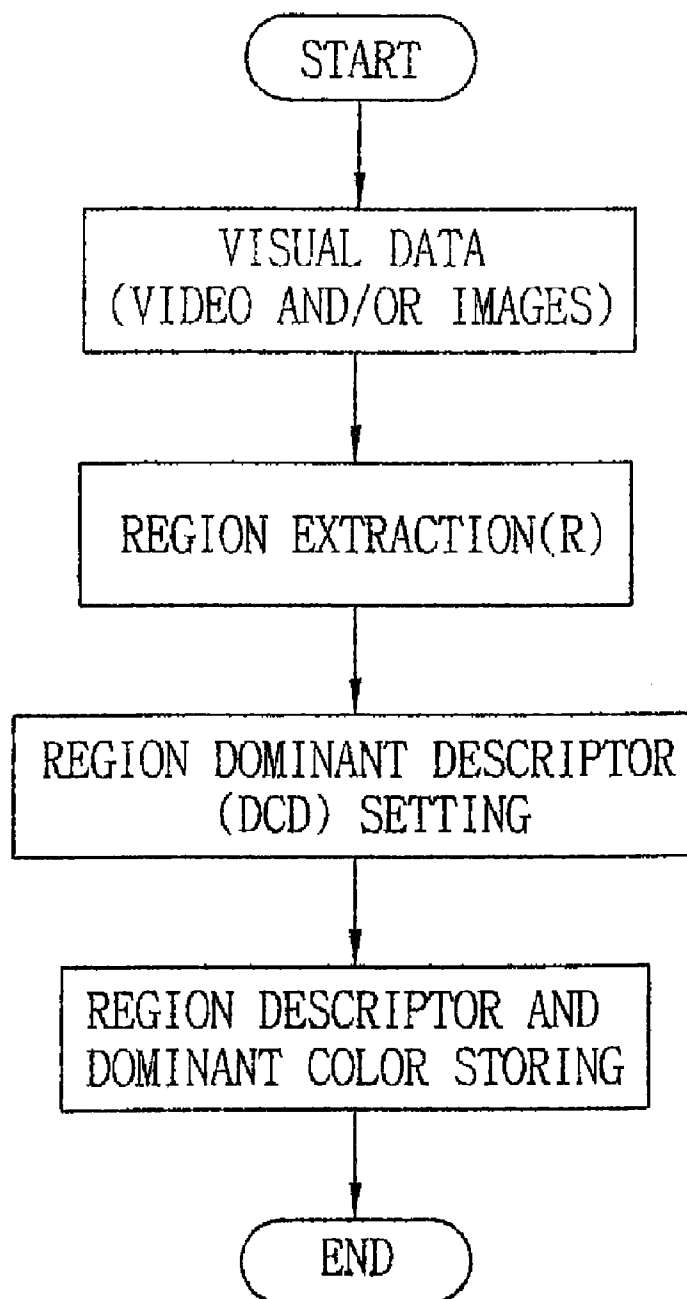 START
VISUAL DATA
(VIDEO AND/OR IMAGES)
REGION EXTRACTION(R)
REGION DOMINANT DESCRIPTOR
(DCD) SETTING
REGION DESCRIPTOR AND
DOMINANT COLOR STORING
END